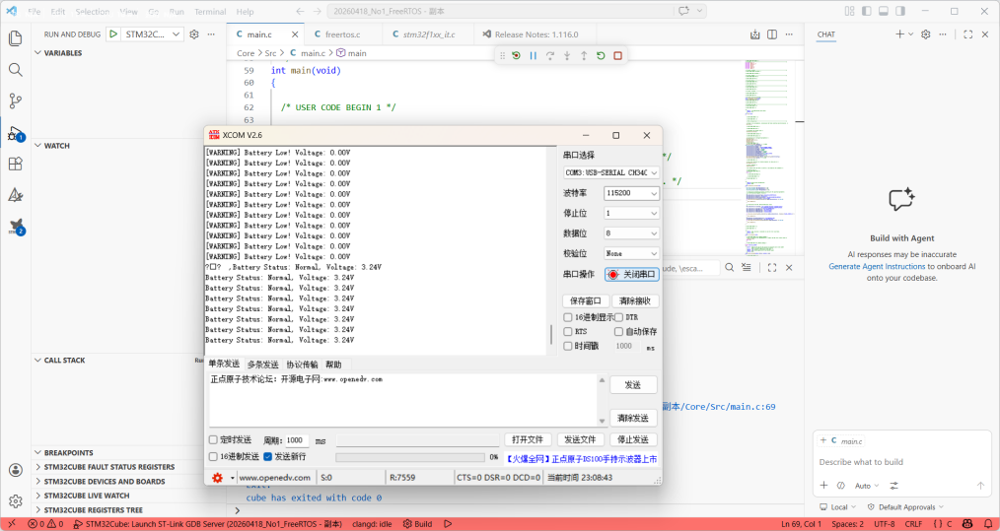 File Edit Selection View Go Run Terminal Help
20260418_No1_FreeRTOS - 副本
RUN AND DEBUG STM32C...
main.c
freertos.c
stm32f1xx_it.c
Release Notes: 1.116.0
CHAT
VARIABLES
Core > Src > C main.c > main
59 int main(void)
60 {
61
62 /* USER CODE BEGIN 1 */
63
*/
. */
WATCH
CALL STACK
Run
BREAKPOINTS
STM32CUBE FAULT STATUS REGISTERS
STM32CUBE DEVICES AND BOARDS
STM32CUBE LIVE WATCH
STM32CUBE REGISTERS TREE
1
2
XCOM V2.6
[WARNING] Battery Low! Voltage: 0.00V
[WARNING] Battery Low! Voltage: 0.00V
[WARNING] Battery Low! Voltage: 0.00V
[WARNING] Battery Low! Voltage: 0.00V
[WARNING] Battery Low! Voltage: 0.00V
[WARNING] Battery Low! Voltage: 0.00V
[WARNING] Battery Low! Voltage: 0.00V
[WARNING] Battery Low! Voltage: 0.00V
[WARNING] Battery Low! Voltage: 0.00V
[WARNING] Battery Low! Voltage: 0.00V
[WARNING] Battery Low! Voltage: 0.00V
?口? ,Battery Status: Normal, Voltage: 3.24V
Battery Status: Normal, Voltage: 3.24V
Battery Status: Normal, Voltage: 3.24V
Battery Status: Normal, Voltage: 3.24V
Battery Status: Normal, Voltage: 3.24V
Battery Status: Normal, Voltage: 3.24V
Battery Status: Normal, Voltage: 3.24V
Battery Status: Normal, Voltage: 3.24V
串口选择
COM3:USB-SERIAL CH340
波特率 115200
停止位 1
数据位 8
校验位 None
串口操作 关闭串口
保存窗口 清除接收
16进制显示 DTR
RTS 自动保存
时间戳 1000 ms
单条发送 多条发送 协议传输 帮助
正点原子技术论坛：开源电子网:www.openedv.com
发送
清除发送
定时发送 周期: 1000 ms
打开文件 发送文件 停止发送
16进制发送 发送新行 0%
【火爆全网】正点原子DS100手持示波器上市
www.openedv.com S:0 R:7559 CTS=0 DSR=0 DCD=0 当前时间 23:08:43
ude, \esca...
副本/Core/Src/main.c:69
exit.
cube has exited with code 0
Build with Agent
AI responses may be inaccurate
Generate Agent Instructions to onboard AI
onto your codebase.
+ C main.c
Describe what to build
Auto
Local Default Approvals
0 0 STM32Cube: Launch ST-Link GDB Server (20260418_No1_FreeRTOS - 副本) clangd: idle Build Ln 69, Col 1 Spaces: 2 UTF-8 CRLF {} C